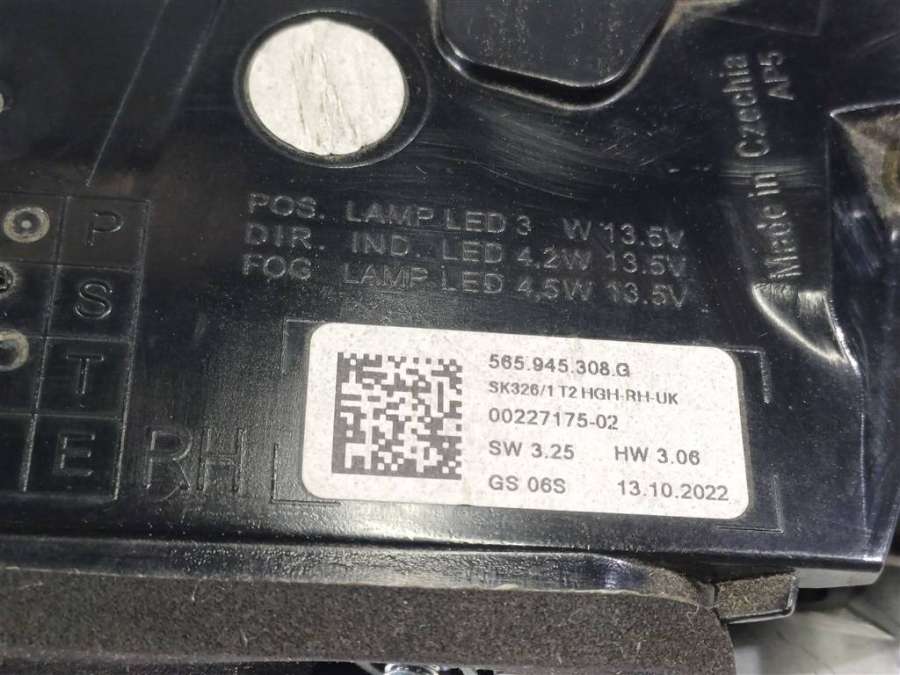 POS. LAMP LED 3 W 13.5V
DIR. IND. LED 4.2W 13.5V
FOG LAMP LED 4,5W 13.5V
Made in Czechia
AP5
P
S
T
E
RH
565.945.308.G
SK326/1 T2 HGH-RH-UK
00227175-02
SW 3.25 HW 3.06
GS 06S 13.10.2022